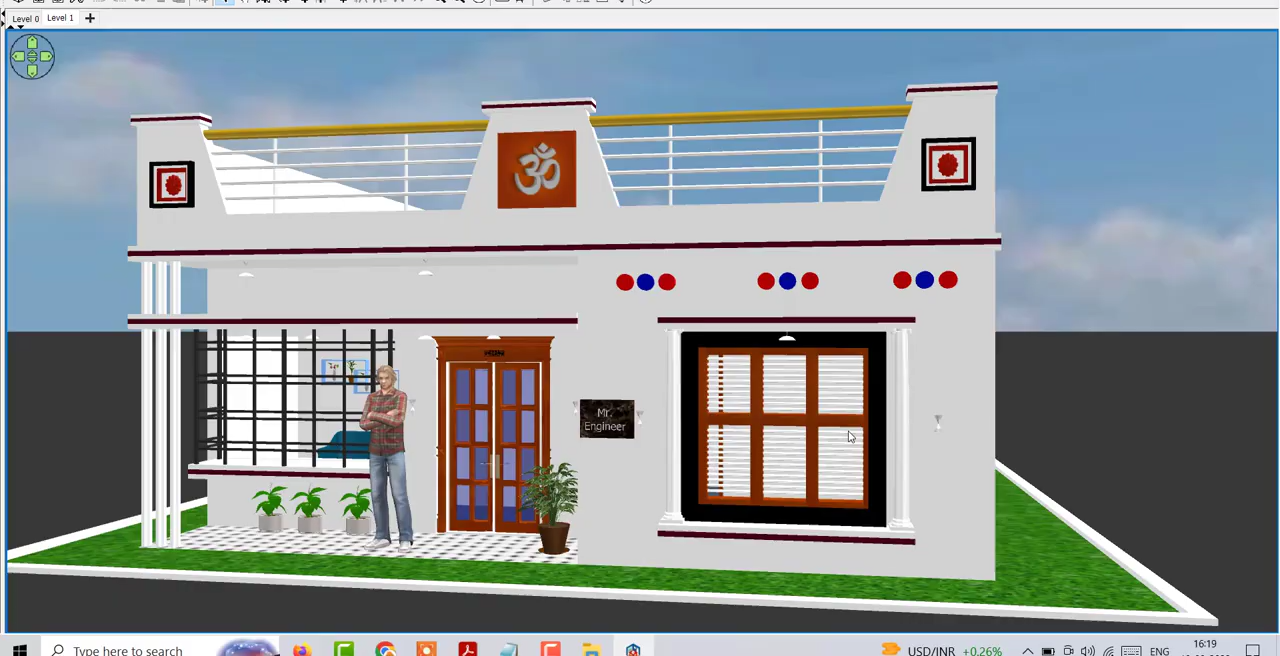 Level 0 Level 1
ॐ
Mr.
Engineer
Type here to search
USD/INR +0.26%
ENG
16:19